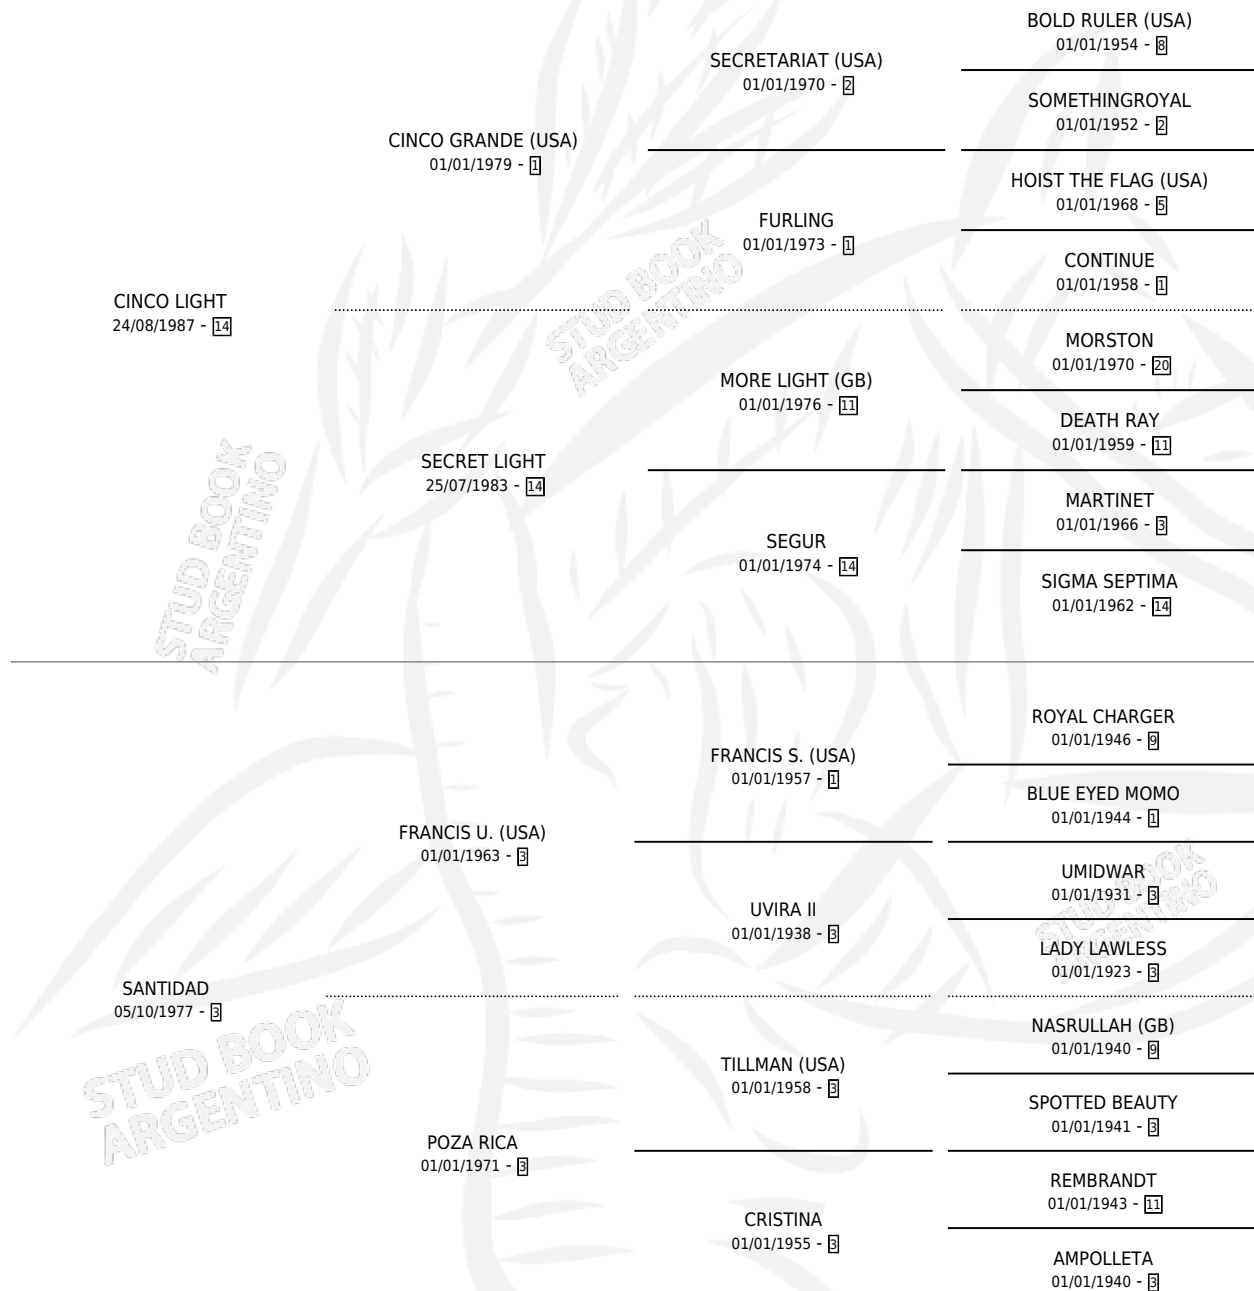 BOLD RULER (USA)
01/01/1954 - 8
SECRETARIAT (USA)
01/01/1970 - 2
SOMETHINGROYAL
01/01/1952 - 2
CINCO GRANDE (USA)
01/01/1979 - 1
HOIST THE FLAG (USA)
01/01/1968 - 5
FURLING
01/01/1973 - 1
CONTINUE
01/01/1958 - 1
CINCO LIGHT
24/08/1987 - 14
STUD BOOK
ARGENTINO
MORSTON
01/01/1970 - 20
MORE LIGHT (GB)
01/01/1976 - 11
DEATH RAY
01/01/1959 - 11
SECRET LIGHT
25/07/1983 - 14
MARTINET
01/01/1966 - 3
SEGUR
01/01/1974 - 14
SIGMA SEPTIMA
01/01/1962 - 14
STUD BOOK
ARGENTINO
ROYAL CHARGER
01/01/1946 - 9
FRANCIS S. (USA)
01/01/1957 - 1
BLUE EYED MOMO
01/01/1944 - 1
FRANCIS U. (USA)
01/01/1963 - 3
UMIDWAR
01/01/1931 - 3
UVIRA II
01/01/1938 - 3
STUD BOOK
ARGENTINO
LADY LAWLESS
01/01/1923 - 3
SANTIDAD
05/10/1977 - 3
NASRULLAH (GB)
01/01/1940 - 9
STUD BOOK
ARGENTINO
TILLMAN (USA)
01/01/1958 - 3
SPOTTED BEAUTY
01/01/1941 - 3
POZA RICA
01/01/1971 - 3
REMBRANDT
01/01/1943 - 11
CRISTINA
01/01/1955 - 3
AMPOLLETA
01/01/1940 - 3